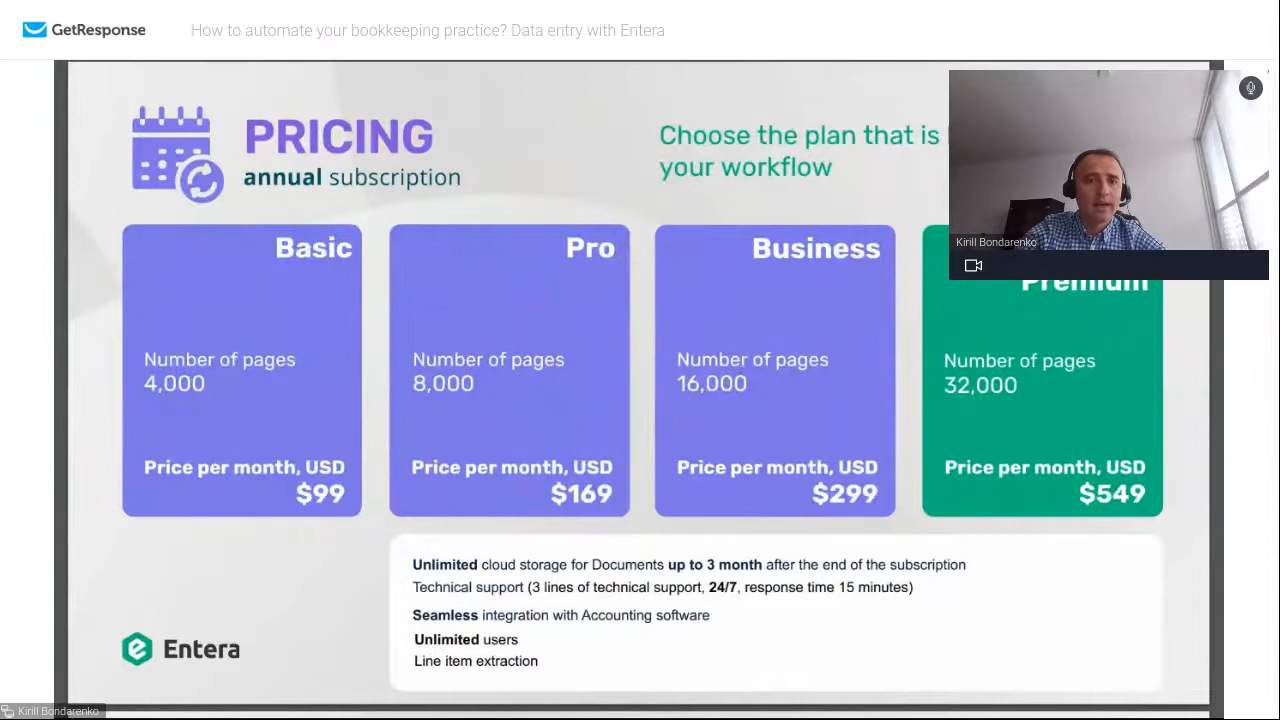 GetResponse
How to automate your bookkeeping practice? Data entry with Entera
PRICING
annual subscription
Choose the plan that is
your workflow
Kirill Bondarenko
Basic
Number of pages
4,000
Price per month, USD
$99
Pro
Number of pages
8,000
Price per month, USD
$169
Business
Number of pages
16,000
Price per month, USD
$299
Premium
Number of pages
32,000
Price per month, USD
$549
Unlimited cloud storage for Documents up to 3 month after the end of the subscription
Technical support (3 lines of technical support, 24/7, response time 15 minutes)
Seamless integration with Accounting software
Unlimited users
Line item extraction
Entera
Kirill Bondarenko